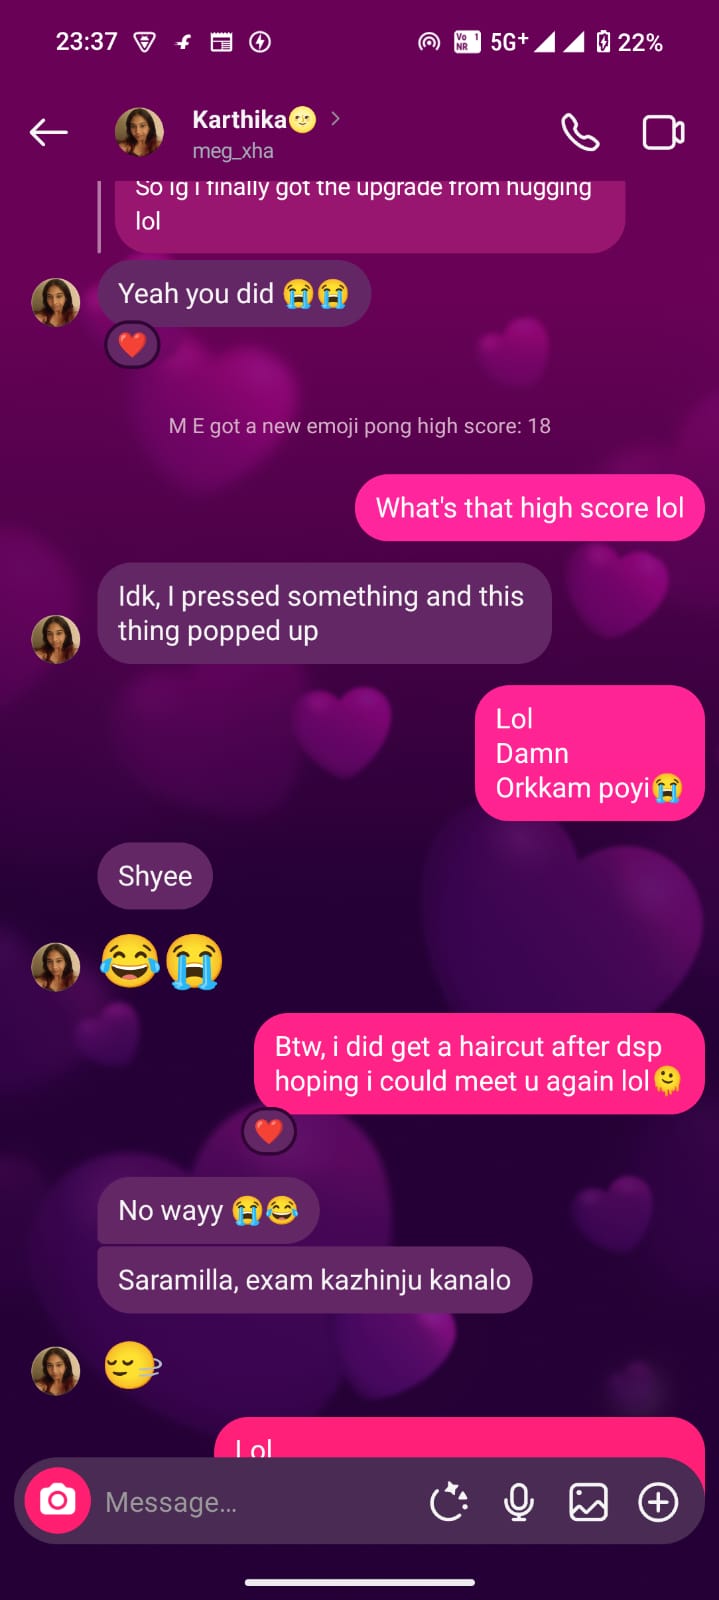 23:37
Vo 1
NR
5G+
22%
Karthika🌝
meg_xha
So ig i finally got the upgrade from hugging
lol
Yeah you did 😭😭
❤️
M E got a new emoji pong high score: 18
What's that high score lol
Idk, I pressed something and this
thing popped up
Lol
Damn
Orkkam poyi😭
Shyee
😂😭
Btw, i did get a haircut after dsp
hoping i could meet u again lol🫠
❤️
No wayy 😭😂
Saramilla, exam kazhinju kanalo
😌
Lol
Message...